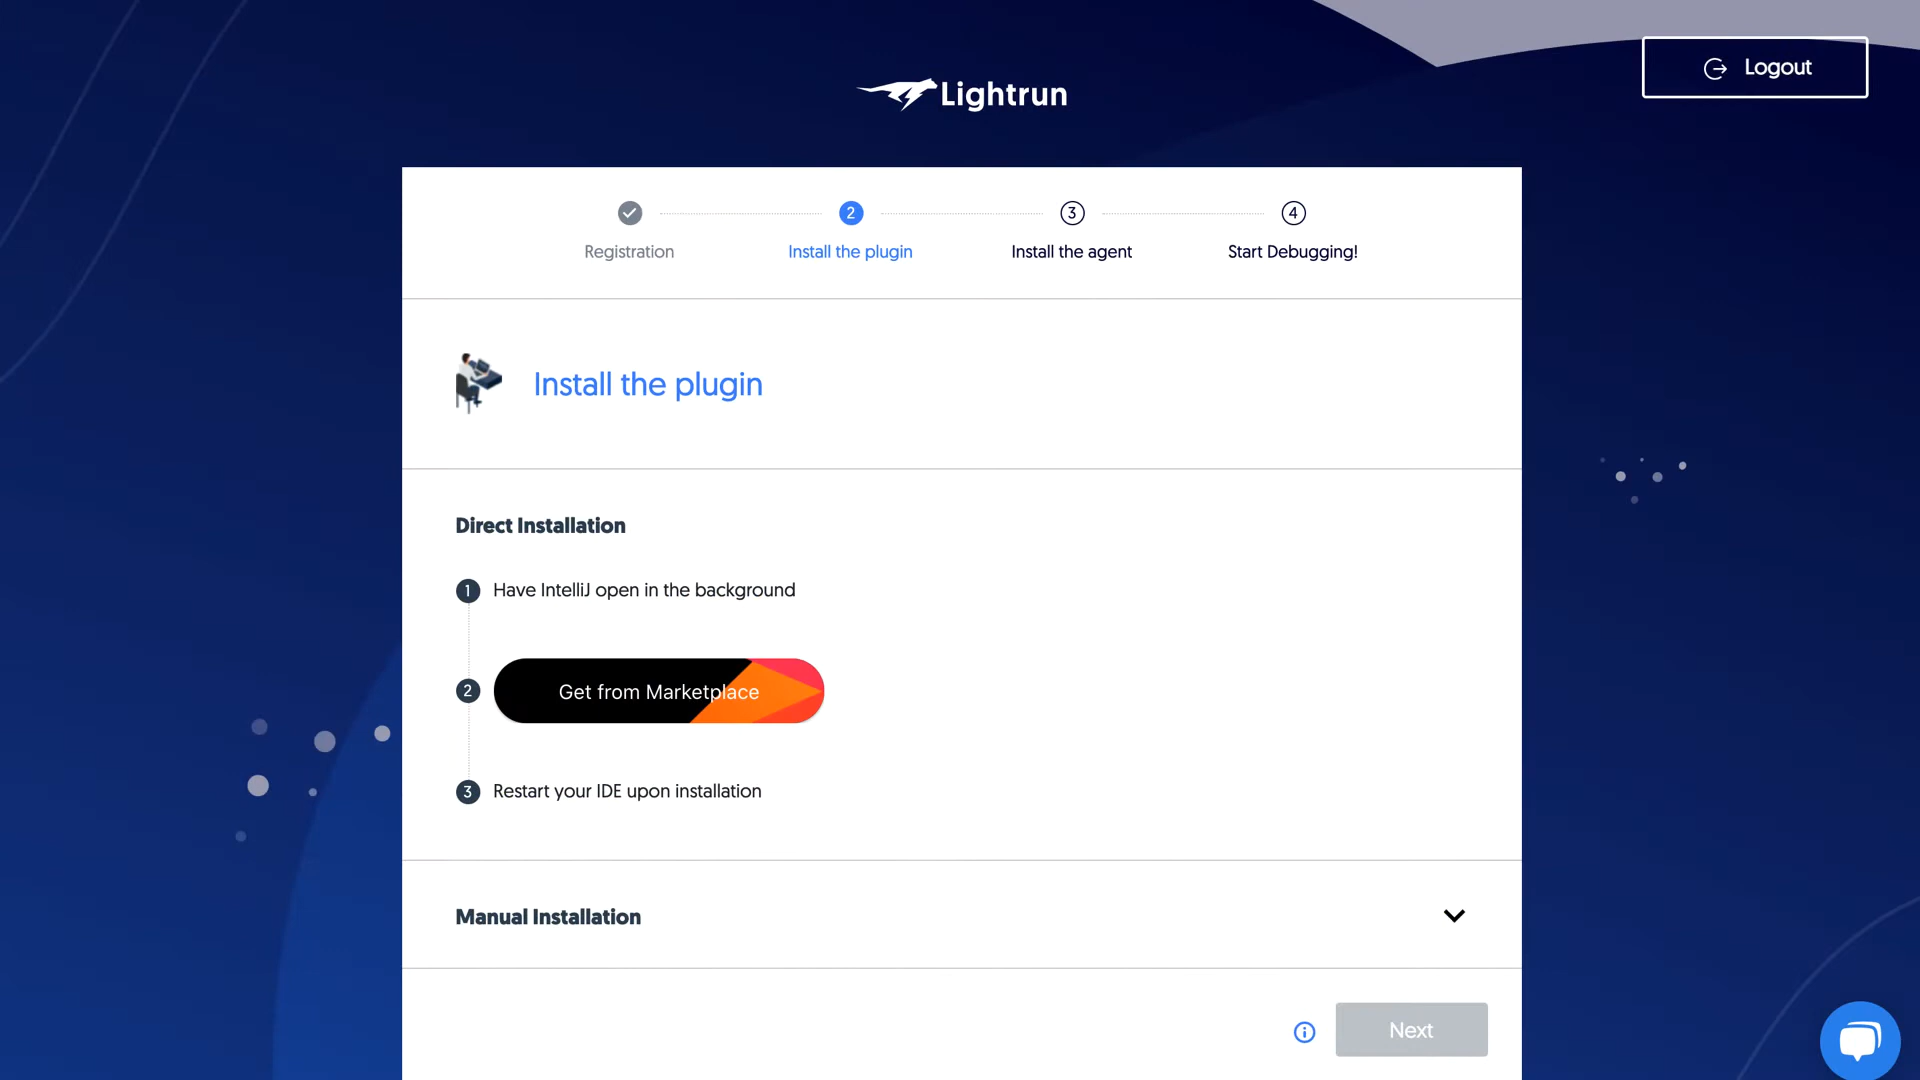 Logout
Lightrun
2
3
4
Registration
Install the plugin
Install the agent
Start Debugging!
Install the plugin
Direct Installation
1 Have IntelliJ open in the background
2 Get from Marketplace
3 Restart your IDE upon installation
Manual Installation
Next